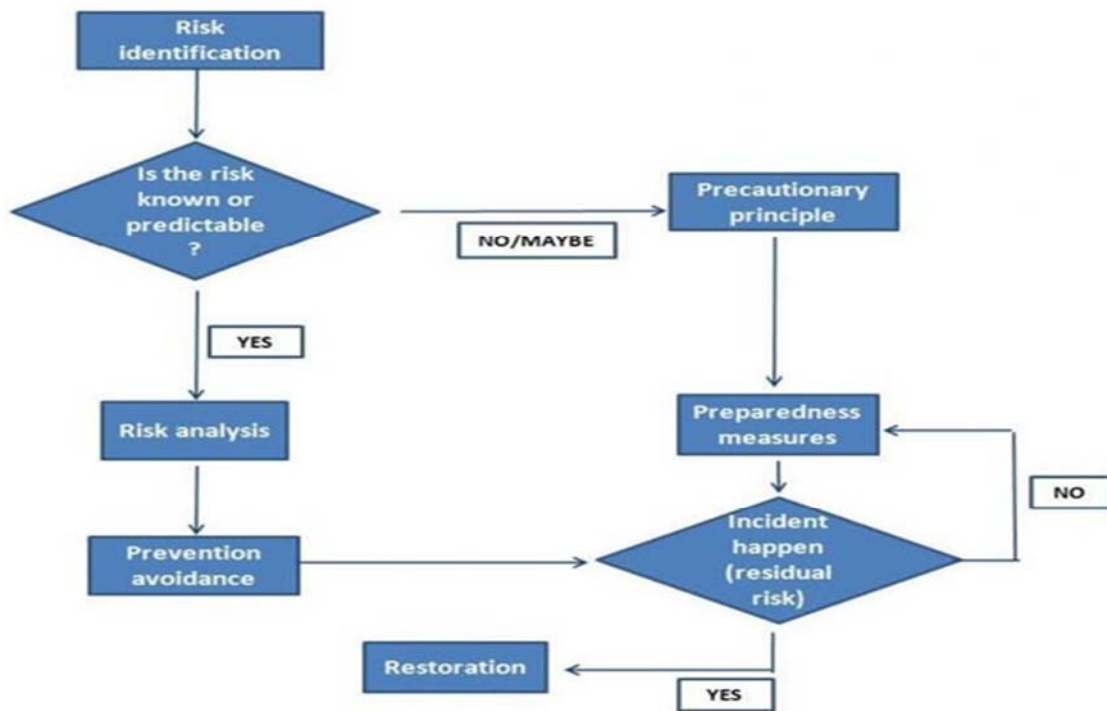 Risk
identification
Is the risk
known or
predictable
?
NO/MAYBE
Precautionary
principle
YES
Risk analysis
Preparedness
measures
NO
Prevention
avoidance
Incident
happen
(residual
risk)
Restoration
YES